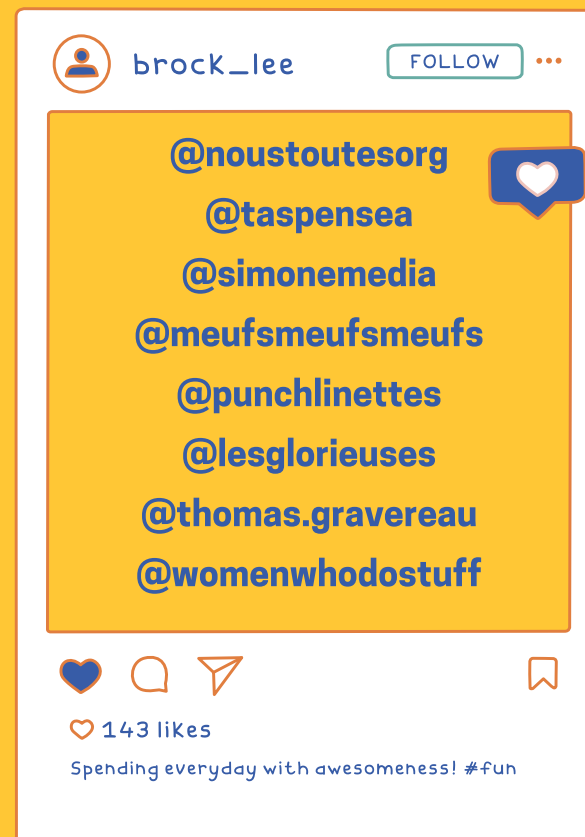 brock_lee
FOLLOW
@noustoutesorg
@taspensea
@simonemedia
@meufsmeufsmeufs
@punchlinettes
@lesglorieuses
@thomas.gravereau
@womenwhodostuff
143 likes
Spending everyday with awesomeness! #fun